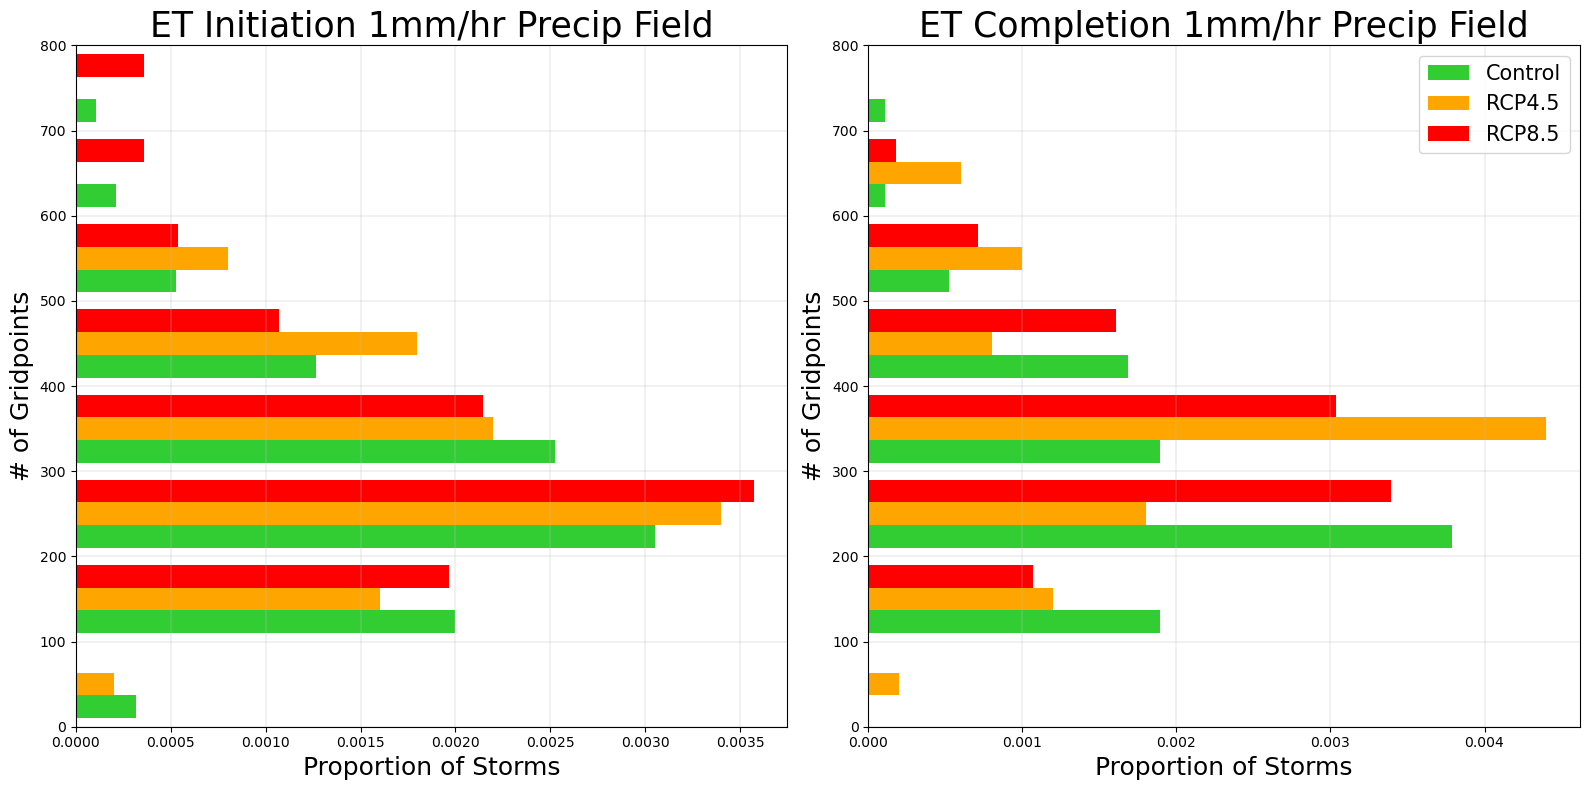 ET Initiation 1mm/hr Precip Field
800
700
600
500
400
300
200
100
0
# of Gridpoints
0.0000 0.0005 0.0010 0.0015 0.0020 0.0025 0.0030 0.0035
Proportion of Storms
ET Completion 1mm/hr Precip Field
Control
RCP4.5
RCP8.5
800
700
600
500
400
300
200
100
0
# of Gridpoints
0.000 0.001 0.002 0.003 0.004
Proportion of Storms